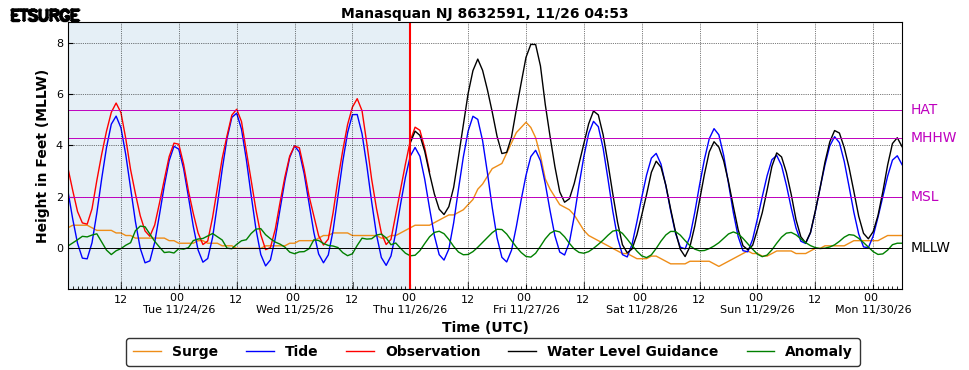 ETSURGE
Manasquan NJ 8632591, 11/26 04:53
Height in Feet (MLLW)
8
6
4
2
0
HAT
MHHW
MSL
MLLW
12 00 12 00 12 00 12 00 12 00 12 00 12 00
Tue 11/24/26 Wed 11/25/26 Thu 11/26/26 Fri 11/27/26 Sat 11/28/26 Sun 11/29/26 Mon 11/30/26
Time (UTC)
Surge Tide Observation Water Level Guidance Anomaly